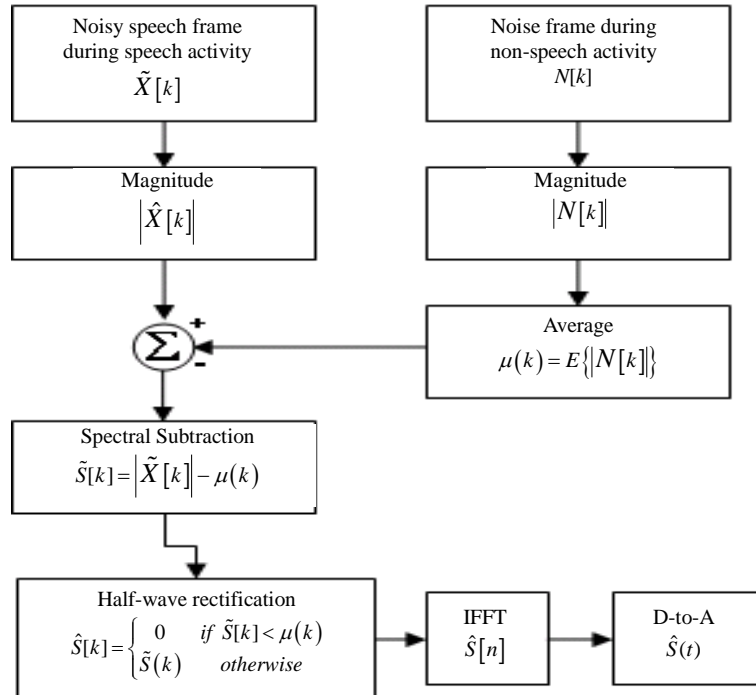 Noisy speech frame
during speech activity
X̃[k]
Noise frame during
non-speech activity
N[k]
Magnitude
|X̂[k]|
Magnitude
|N[k]|
+
Σ
-
Average
μ(k) = E{|N[k]|}
Spectral Subtraction
S̃[k] = |X̃[k]| − μ(k)
Half-wave rectification
Ŝ[k] = { 0 if S̃[k] < μ(k)
S̃(k) otherwise
IFFT
Ŝ[n]
D-to-A
Ŝ(t)